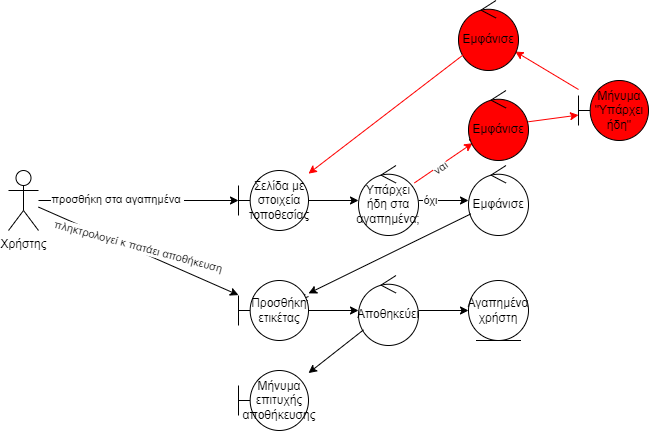 Εμφάνισε
Μήνυμα
"Υπάρχει
ήδη"
Εμφάνισε
ναι
Σελίδα με
στοιχεία
τοποθεσίας
Υπάρχει
ήδη στα
αγαπημένα;
όχι
Εμφάνισε
προσθήκη στα αγαπημένα
Χρήστης
πληκτρολογεί κ πατάει αποθήκευση
Προσθήκη
ετικέτας
Αποθηκεύει
Αγαπημένα
χρήστη
Μήνυμα
επιτυχής
αποθήκευσης